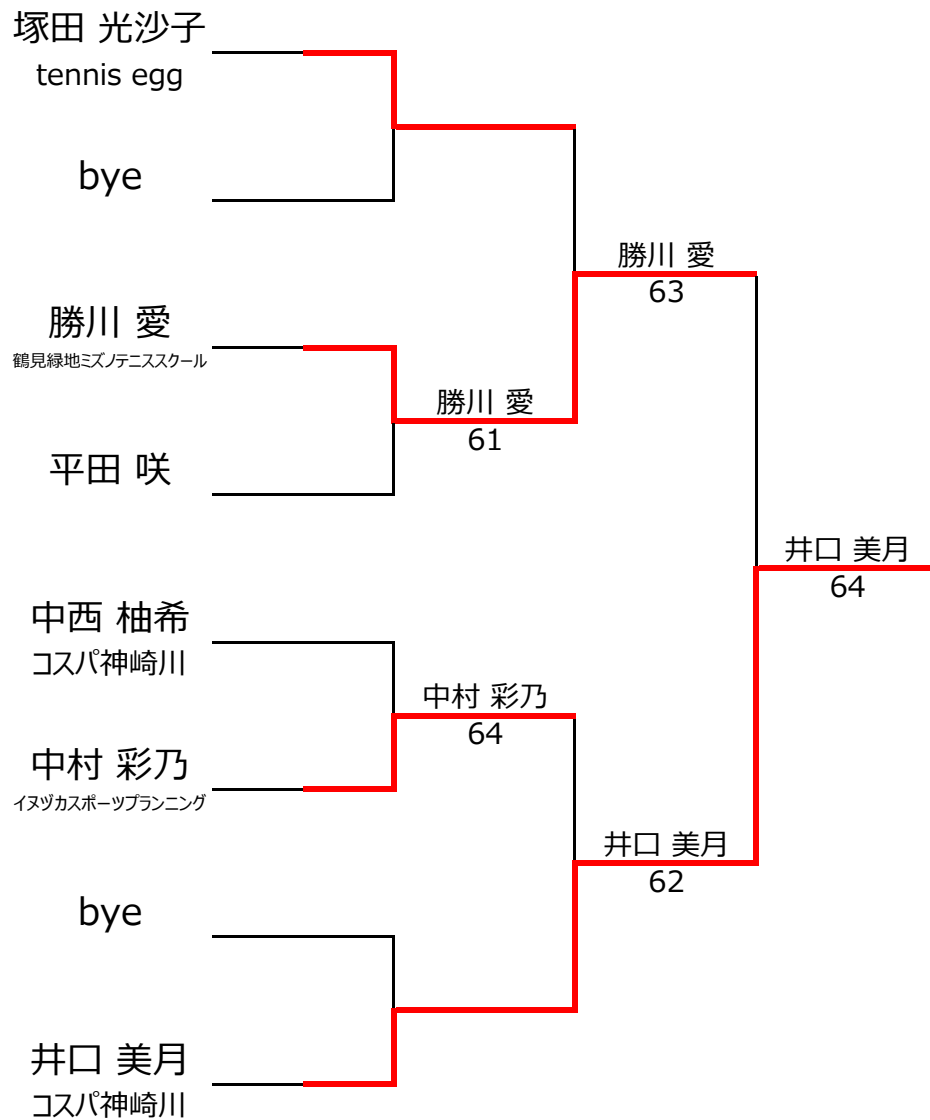 塚田 光沙子
tennis egg
bye
勝川 愛
鶴見緑地ミズノテニススクール
平田 咲
中西 柚希
コスパ神崎川
中村 彩乃
イヌヅカスポーツプランニング
bye
井口 美月
コスパ神崎川
勝川 愛
61
中村 彩乃
64
勝川 愛
63
井口 美月
62
井口 美月
64